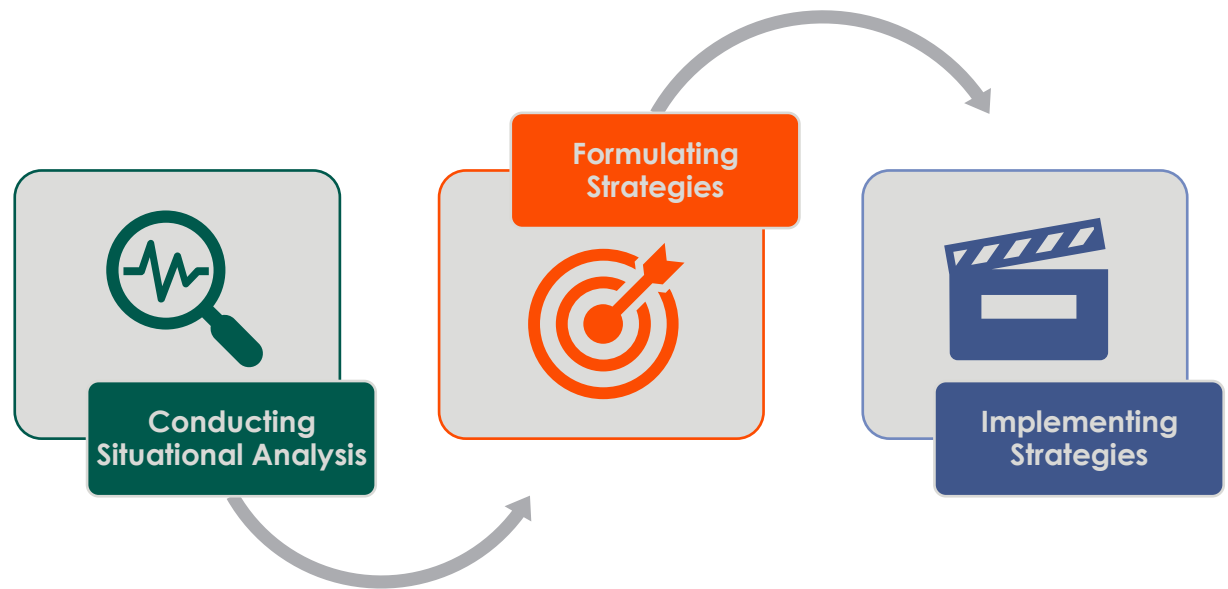 Conducting
Situational Analysis
Formulating
Strategies
Implementing
Strategies